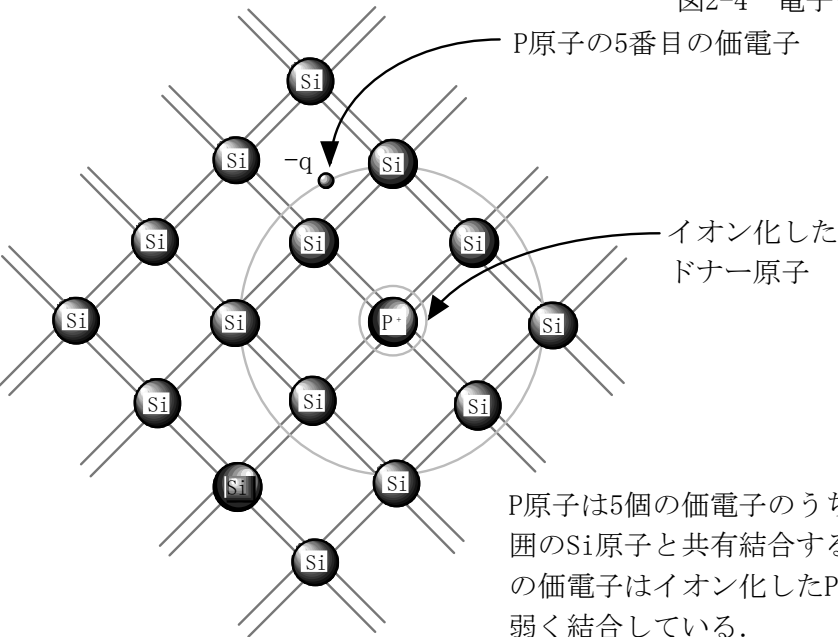 図2-4 電子
P原子の5番目の価電子
Si
Si
-q
Si
Si
Si
Si
イオン化した
ドナー原子
Si
Si
P⁺
Si
Si
Si
Si
Si
Si
Si
P原子は5個の価電子のうち
囲のSi原子と共有結合する
の価電子はイオン化したP
弱く結合している.